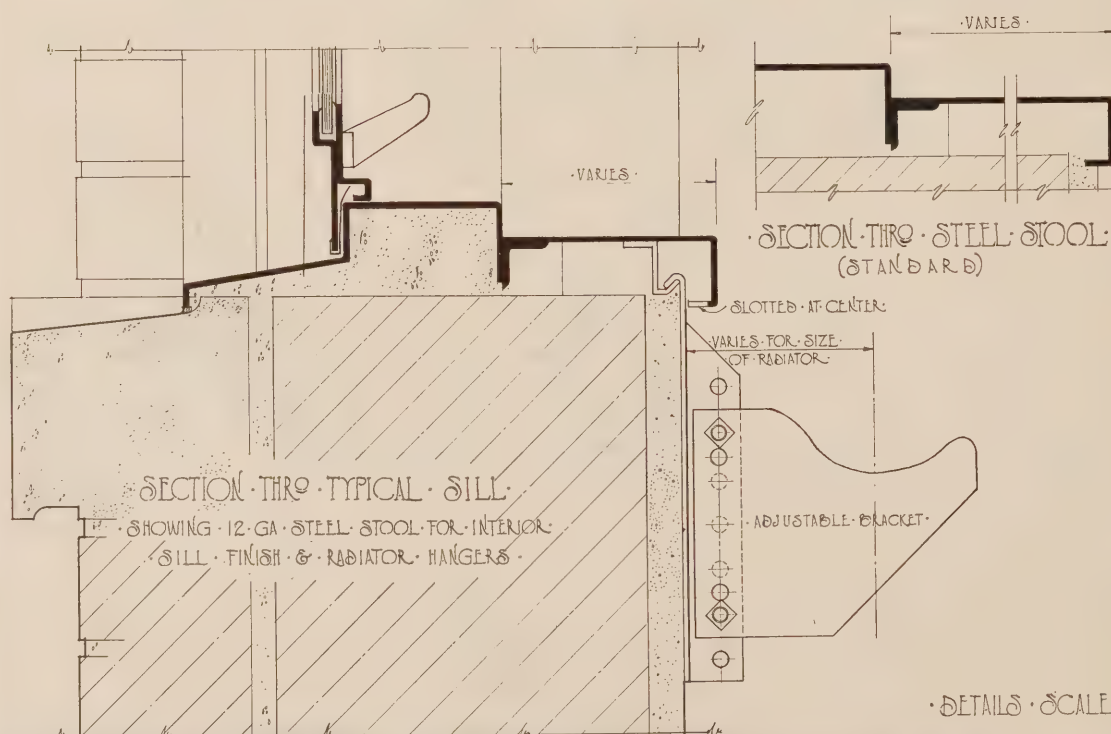 ·VARIES·
·VARIES·
·SECTION·THRO·STEEL·STOOL·
(STANDARD)
SLOTTED·AT·CENTER
·VARIES·FOR·SIZE·
OF·RADIATOR·
SECTION·THRO·TYPICAL·SILL·
·SHOWING·12·GA·STEEL·STOOL·FOR·INTERIOR·
·SILL·FINISH·&·RADIATOR·HANGERS·
·ADJUSTABLE·BRACKET·
·DETAILS·SCALE